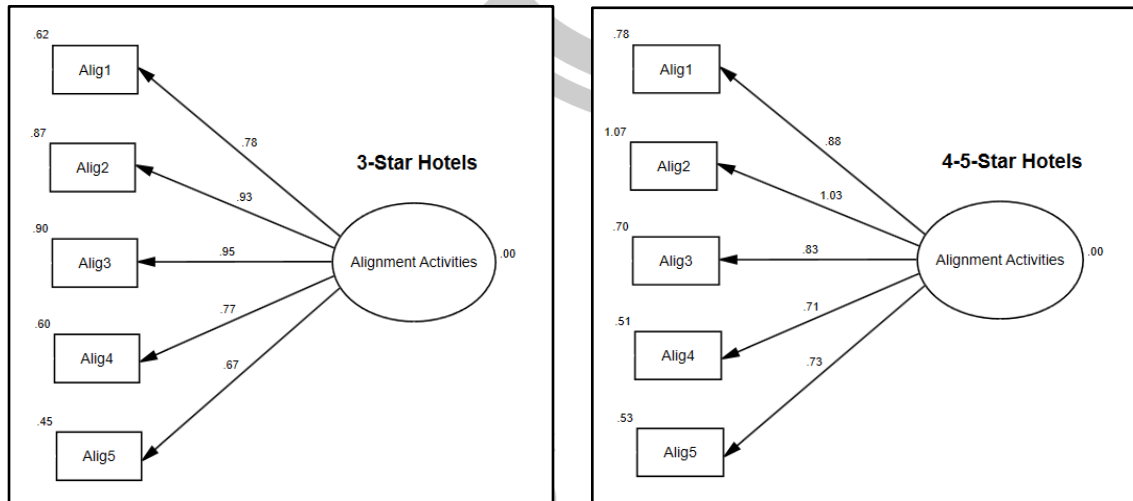 .62
Alig1
.78
.87
Alig2
3-Star Hotels
.93
.90
Alig3
.95
Alignment Activities
.00
.77
.60
Alig4
.67
.45
Alig5
.78
Alig1
.88
1.07
Alig2
4-5-Star Hotels
1.03
.70
Alig3
.83
Alignment Activities
.00
.71
.51
Alig4
.73
.53
Alig5